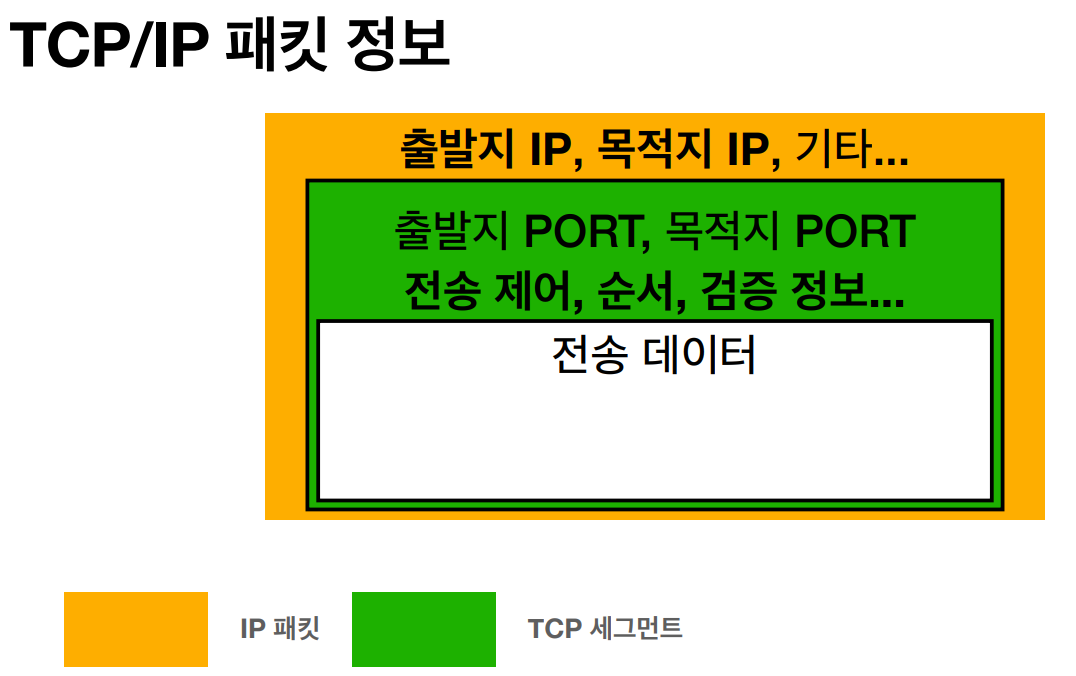 TCP/IP 패킷 정보
출발지 IP, 목적지 IP, 기타...
출발지 PORT, 목적지 PORT
전송 제어, 순서, 검증 정보...
전송 데이터
IP 패킷
TCP 세그먼트